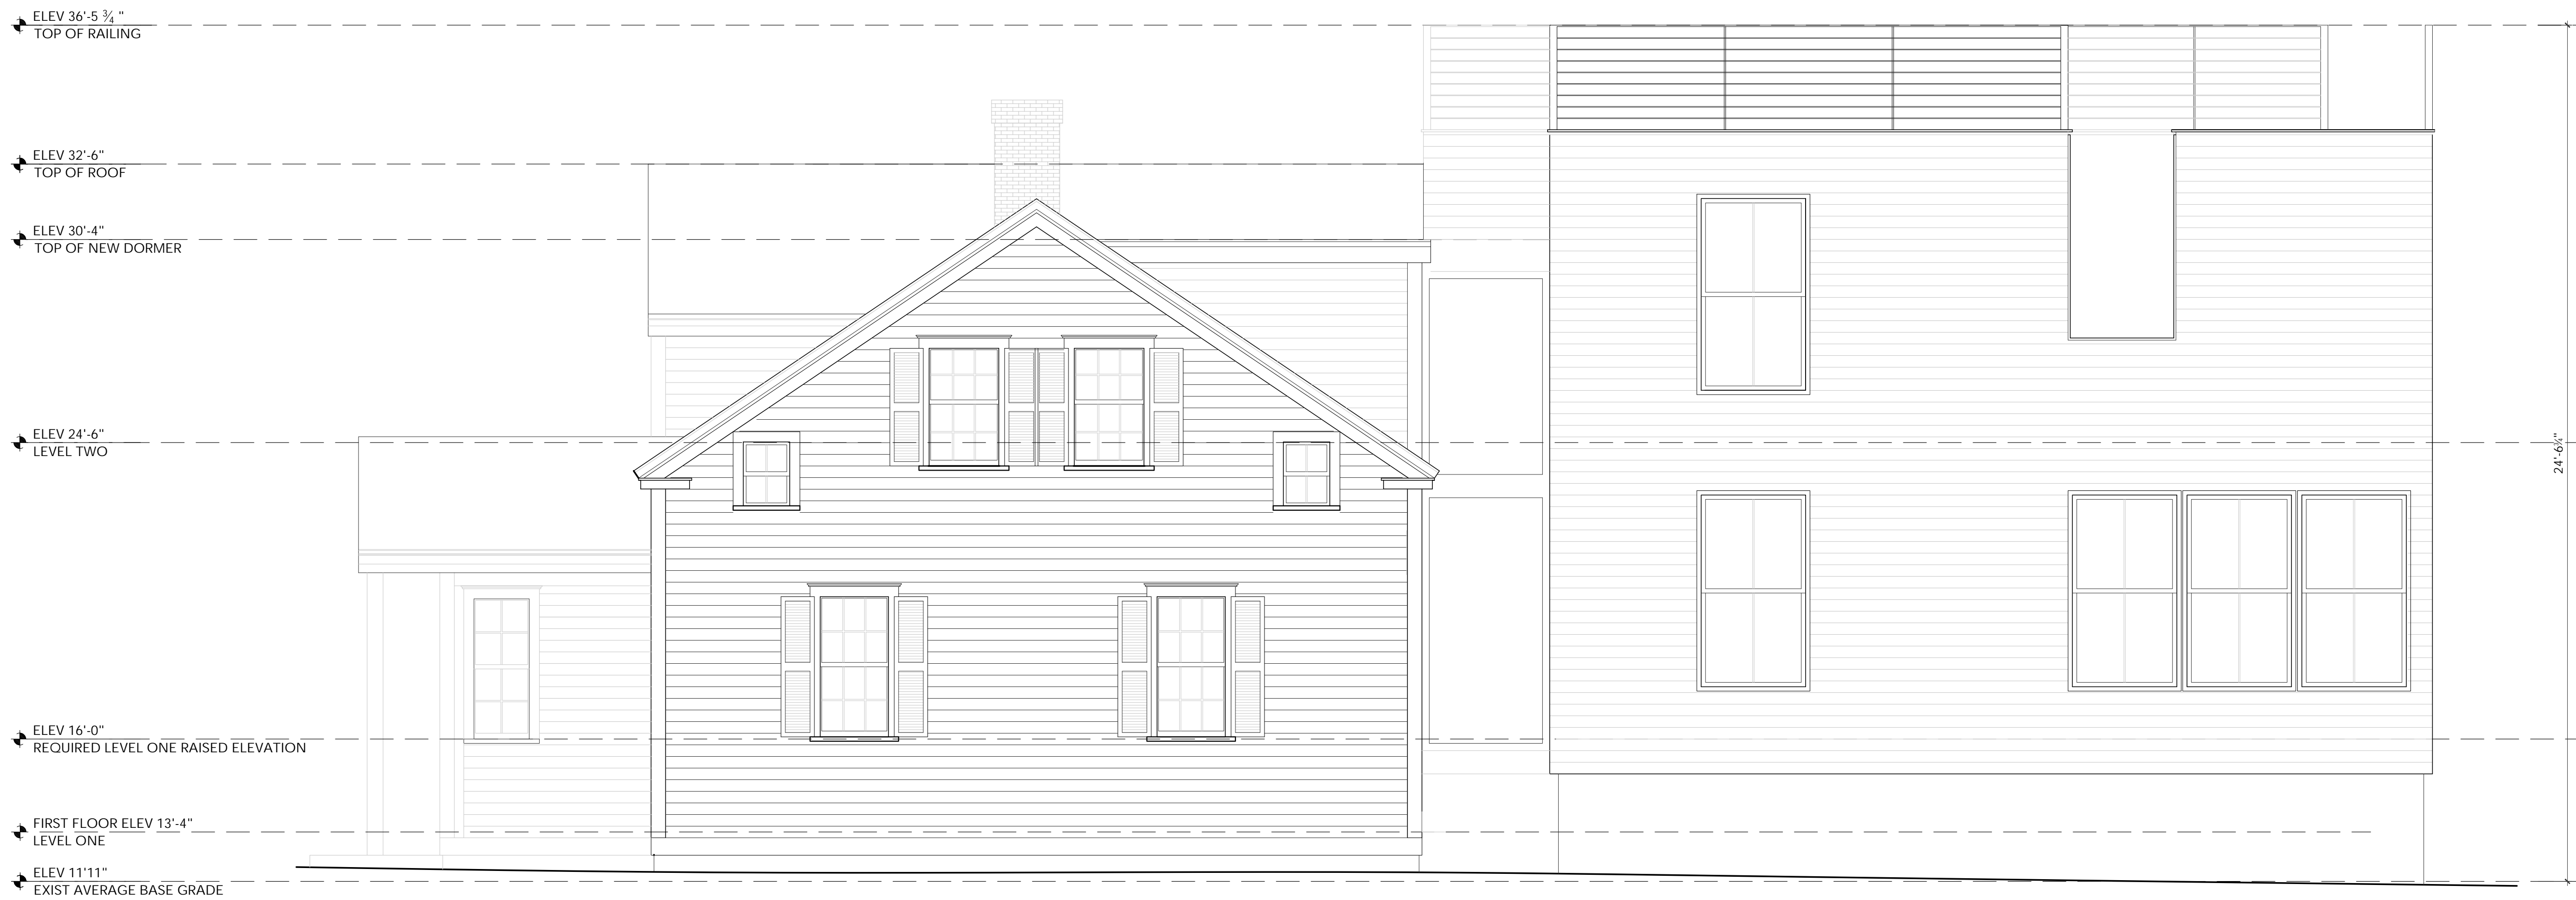 ELEV 36'-5 ¾ "
TOP OF RAILING
ELEV 32'-6"
TOP OF ROOF
ELEV 30'-4"
TOP OF NEW DORMER
ELEV 24'-6"
LEVEL TWO
24'-6¾"
ELEV 16'-0"
REQUIRED LEVEL ONE RAISED ELEVATION
FIRST FLOOR ELEV 13'-4"
LEVEL ONE
ELEV 11'11"
EXIST AVERAGE BASE GRADE